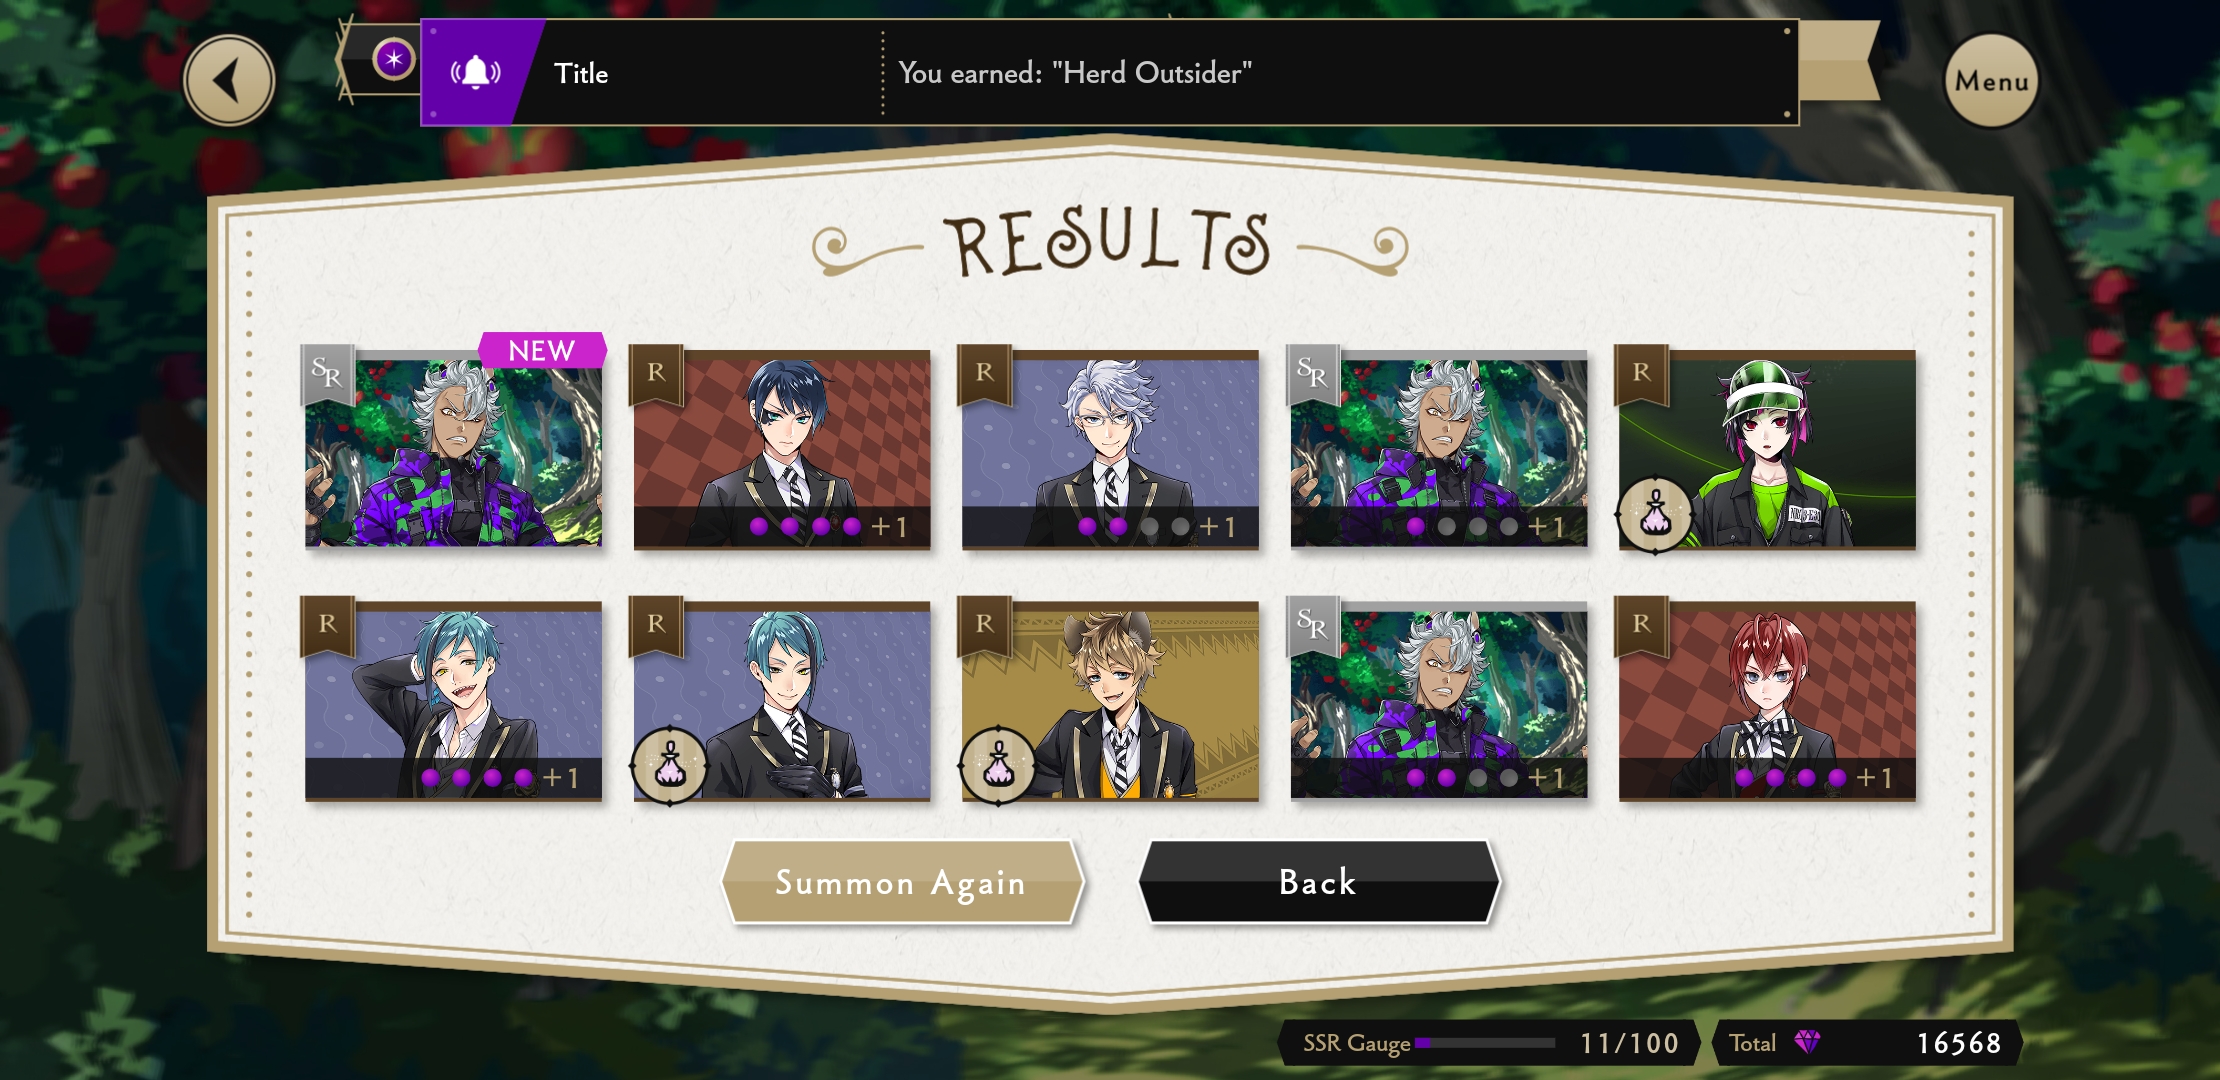 Title
You earned: "Herd Outsider"
Menu
RESULTS
SR
NEW
R
+1
R
+1
SR
+1
R
R
+1
R
R
SR
+1
R
+1
Summon Again
Back
SSR Gauge
11/100
Total
16568